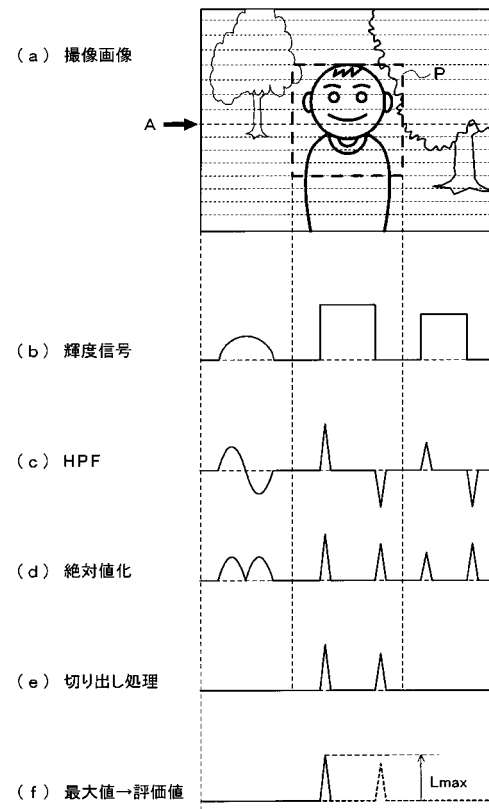 (a) 撮像画像
P
A
(b) 輝度信号
(c) HPF
(d) 絶対値化
(e) 切り出し処理
(f) 最大値→評価値
Lmax